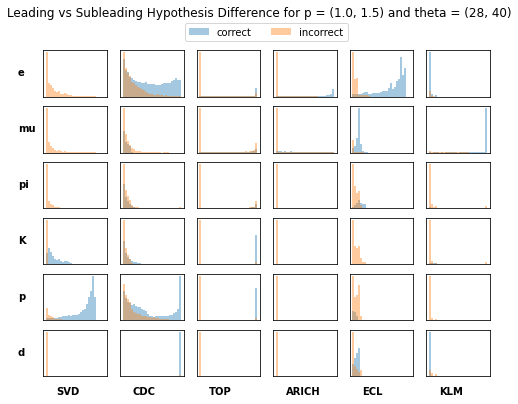 Leading vs Subleading Hypothesis Difference for p = (1.0, 1.5) and theta = (28, 40)
correct incorrect
e
mu
pi
K
p
d
SVD CDC TOP ARICH ECL KLM